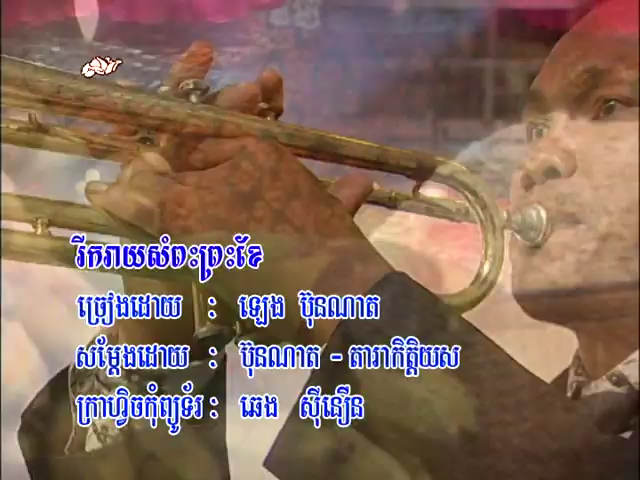 រីករាយសំពះព្រះខែ
ច្រៀងដោយ : ឡេង ប៊ុនណាត
សម្ដែងដោយ : ប៊ុនណាត - តារាកិត្តិយស
ក្រាហ្វិចកុំព្យូទ័រ : ឆេង ស៊ីនឿន